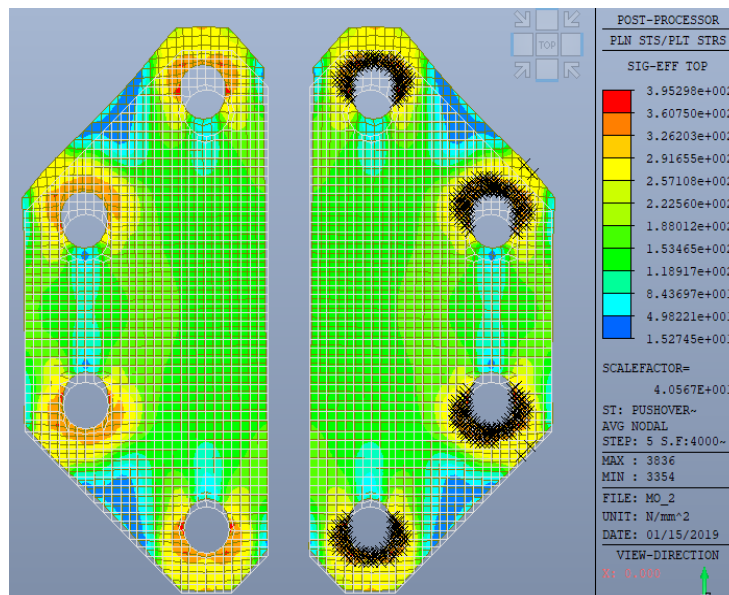 TOP
POST-PROCESSOR
PLN STS/PLT STRS
SIG-EFF TOP
3.95298e+002
3.60750e+002
3.26203e+002
2.91655e+002
2.57108e+002
2.22560e+002
1.88012e+002
1.53465e+002
1.18917e+002
8.43697e+001
4.98221e+001
1.52745e+001
SCALEFACTOR=
4.0567E+001
ST: PUSHOVER~
AVG NODAL
STEP: 5 S.F:4000~
MAX : 3836
MIN : 3354
FILE: MO_2
UNIT: N/mm^2
DATE: 01/15/2019
VIEW-DIRECTION
X: 0.000